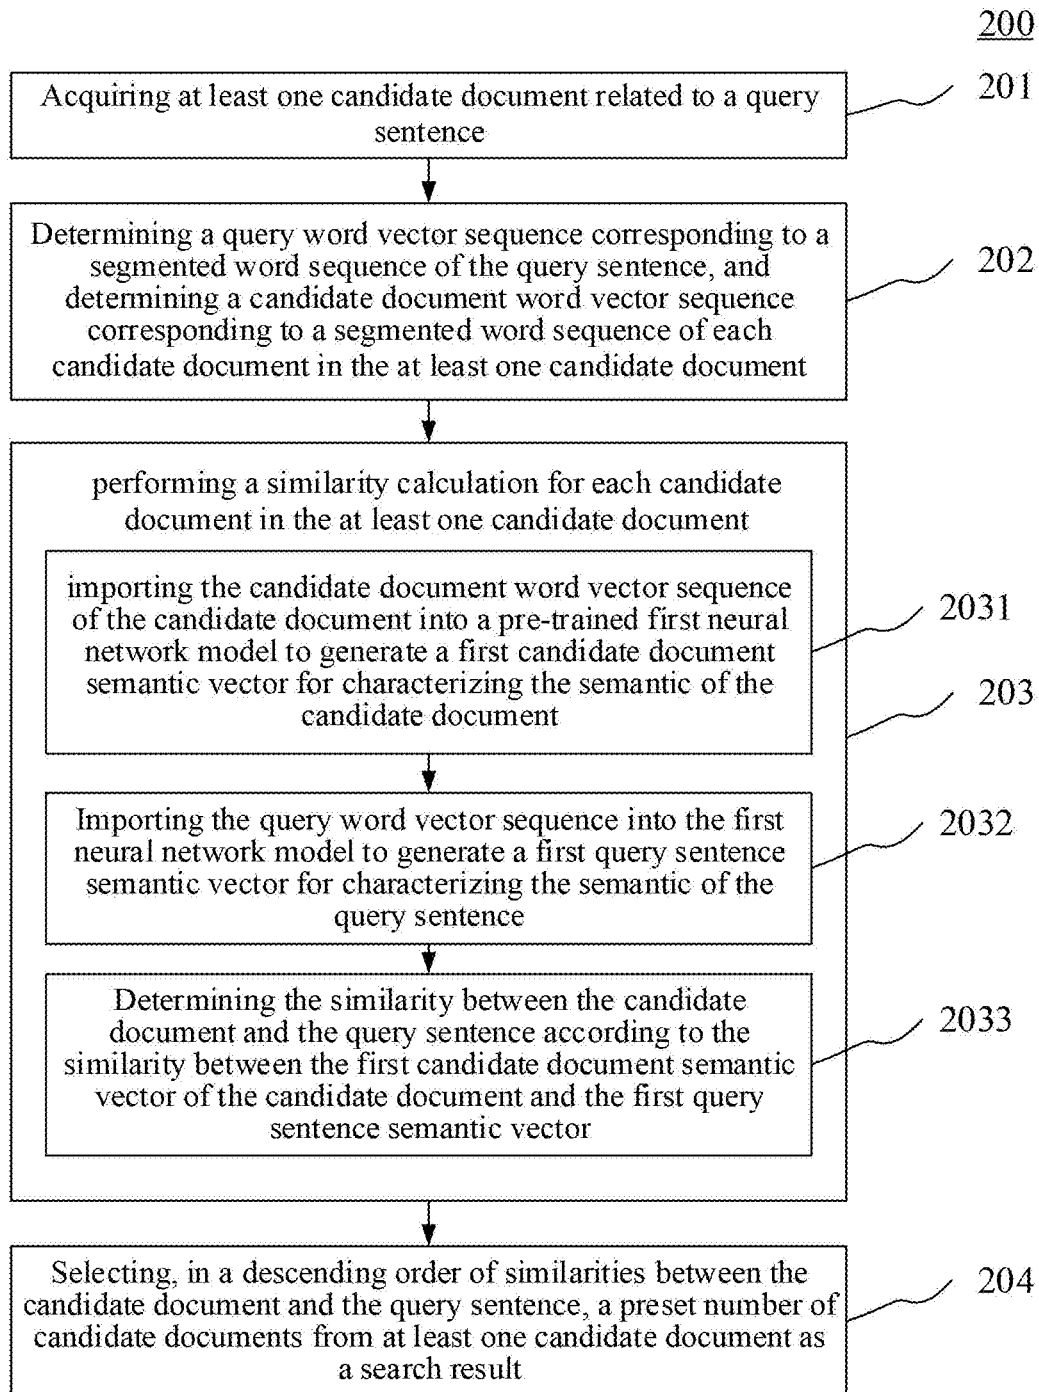 200
Acquiring at least one candidate document related to a query
sentence
201
Determining a query word vector sequence corresponding to a
segmented word sequence of the query sentence, and
determining a candidate document word vector sequence
corresponding to a segmented word sequence of each
candidate document in the at least one candidate document
202
performing a similarity calculation for each candidate
document in the at least one candidate document
importing the candidate document word vector sequence
of the candidate document into a pre-trained first neural
network model to generate a first candidate document
semantic vector for characterizing the semantic of the
candidate document
2031
203
Importing the query word vector sequence into the first
neural network model to generate a first query sentence
semantic vector for characterizing the semantic of the
query sentence
2032
Determining the similarity between the candidate
document and the query sentence according to the
similarity between the first candidate document semantic
vector of the candidate document and the first query
sentence semantic vector
2033
Selecting, in a descending order of similarities between the
candidate document and the query sentence, a preset number of
candidate documents from at least one candidate document as
a search result
204